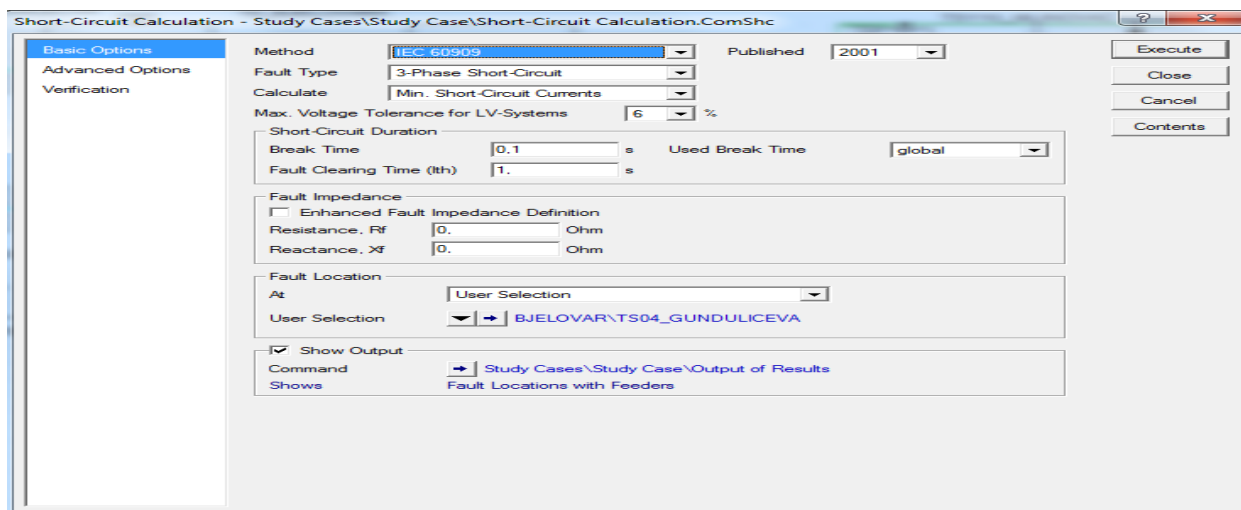 Short-Circuit Calculation - Study Cases\Study Case\Short-Circuit Calculation.ComShc
Basic Options
Advanced Options
Verification
Method IEC 60909 Published 2001
Fault Type 3-Phase Short-Circuit
Calculate Min. Short-Circuit Currents
Max. Voltage Tolerance for LV-Systems 6 %
Short-Circuit Duration
Break Time 0.1 s Used Break Time global
Fault Clearing Time (Ith) 1. s
Fault Impedance
Enhanced Fault Impedance Definition
Resistance, Rf 0. Ohm
Reactance, Xf 0. Ohm
Fault Location
At User Selection
User Selection BJELOVAR\TS04_GUNDULICEVA
Show Output
Command Study Cases\Study Case\Output of Results
Shows Fault Locations with Feeders
Execute
Close
Cancel
Contents